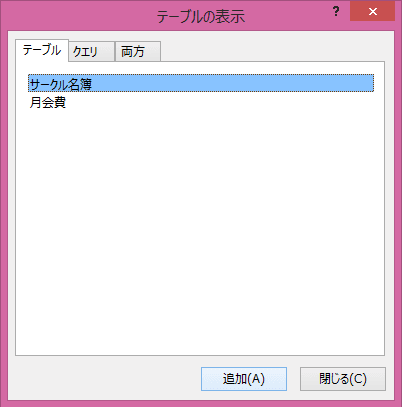 テーブルの表示
?
×
テーブル クエリ 両方
サークル名簿
月会費
追加(A) 閉じる(C)